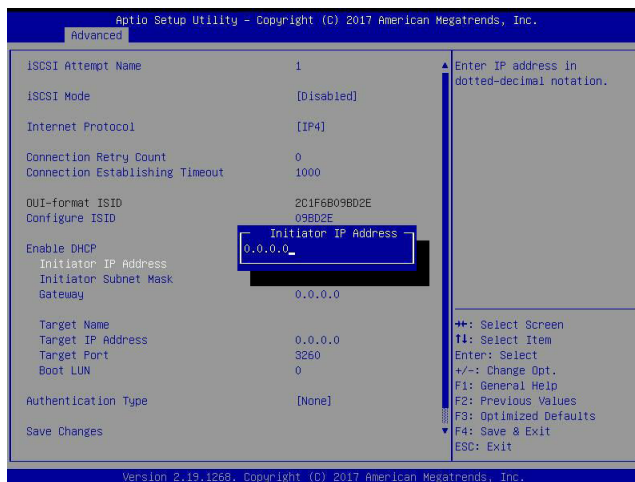 Aptio Setup Utility – Copyright (C) 2017 American Megatrends, Inc.
Advanced
iSCSI Attempt Name 1
iSCSI Mode [Disabled]
Internet Protocol [IP4]
Connection Retry Count 0
Connection Establishing Timeout 1000
OUI-format ISID 2C1F6B09BD2E
Configure ISID 09BD2E
Enable DHCP
Initiator IP Address
Initiator Subnet Mask
Gateway 0.0.0.0
Target Name
Target IP Address 0.0.0.0
Target Port 3260
Boot LUN 0
Authentication Type [None]
Save Changes
Initiator IP Address
0.0.0.0_
Enter IP address in
dotted-decimal notation.
→←: Select Screen
↑↓: Select Item
Enter: Select
+/-: Change Opt.
F1: General Help
F2: Previous Values
F3: Optimized Defaults
F4: Save & Exit
ESC: Exit
Version 2.19.1268. Copyright (C) 2017 American Megatrends, Inc.